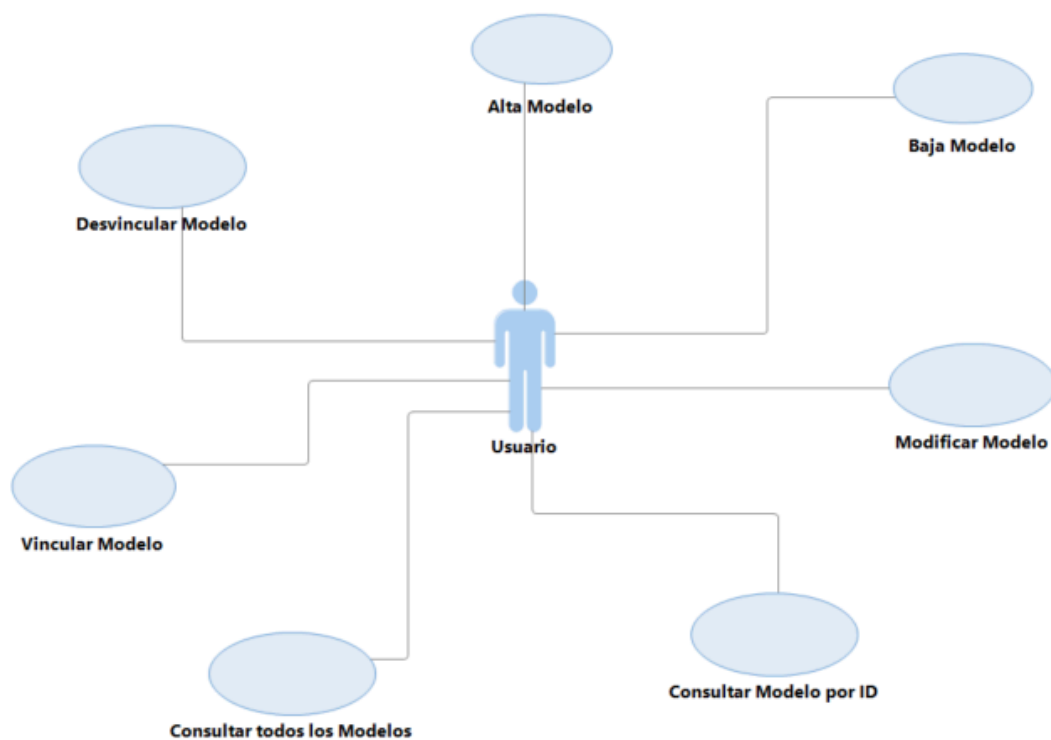 Alta Modelo
Baja Modelo
Desvincular Modelo
Usuario
Modificar Modelo
Vincular Modelo
Consultar Modelo por ID
Consultar todos los Modelos